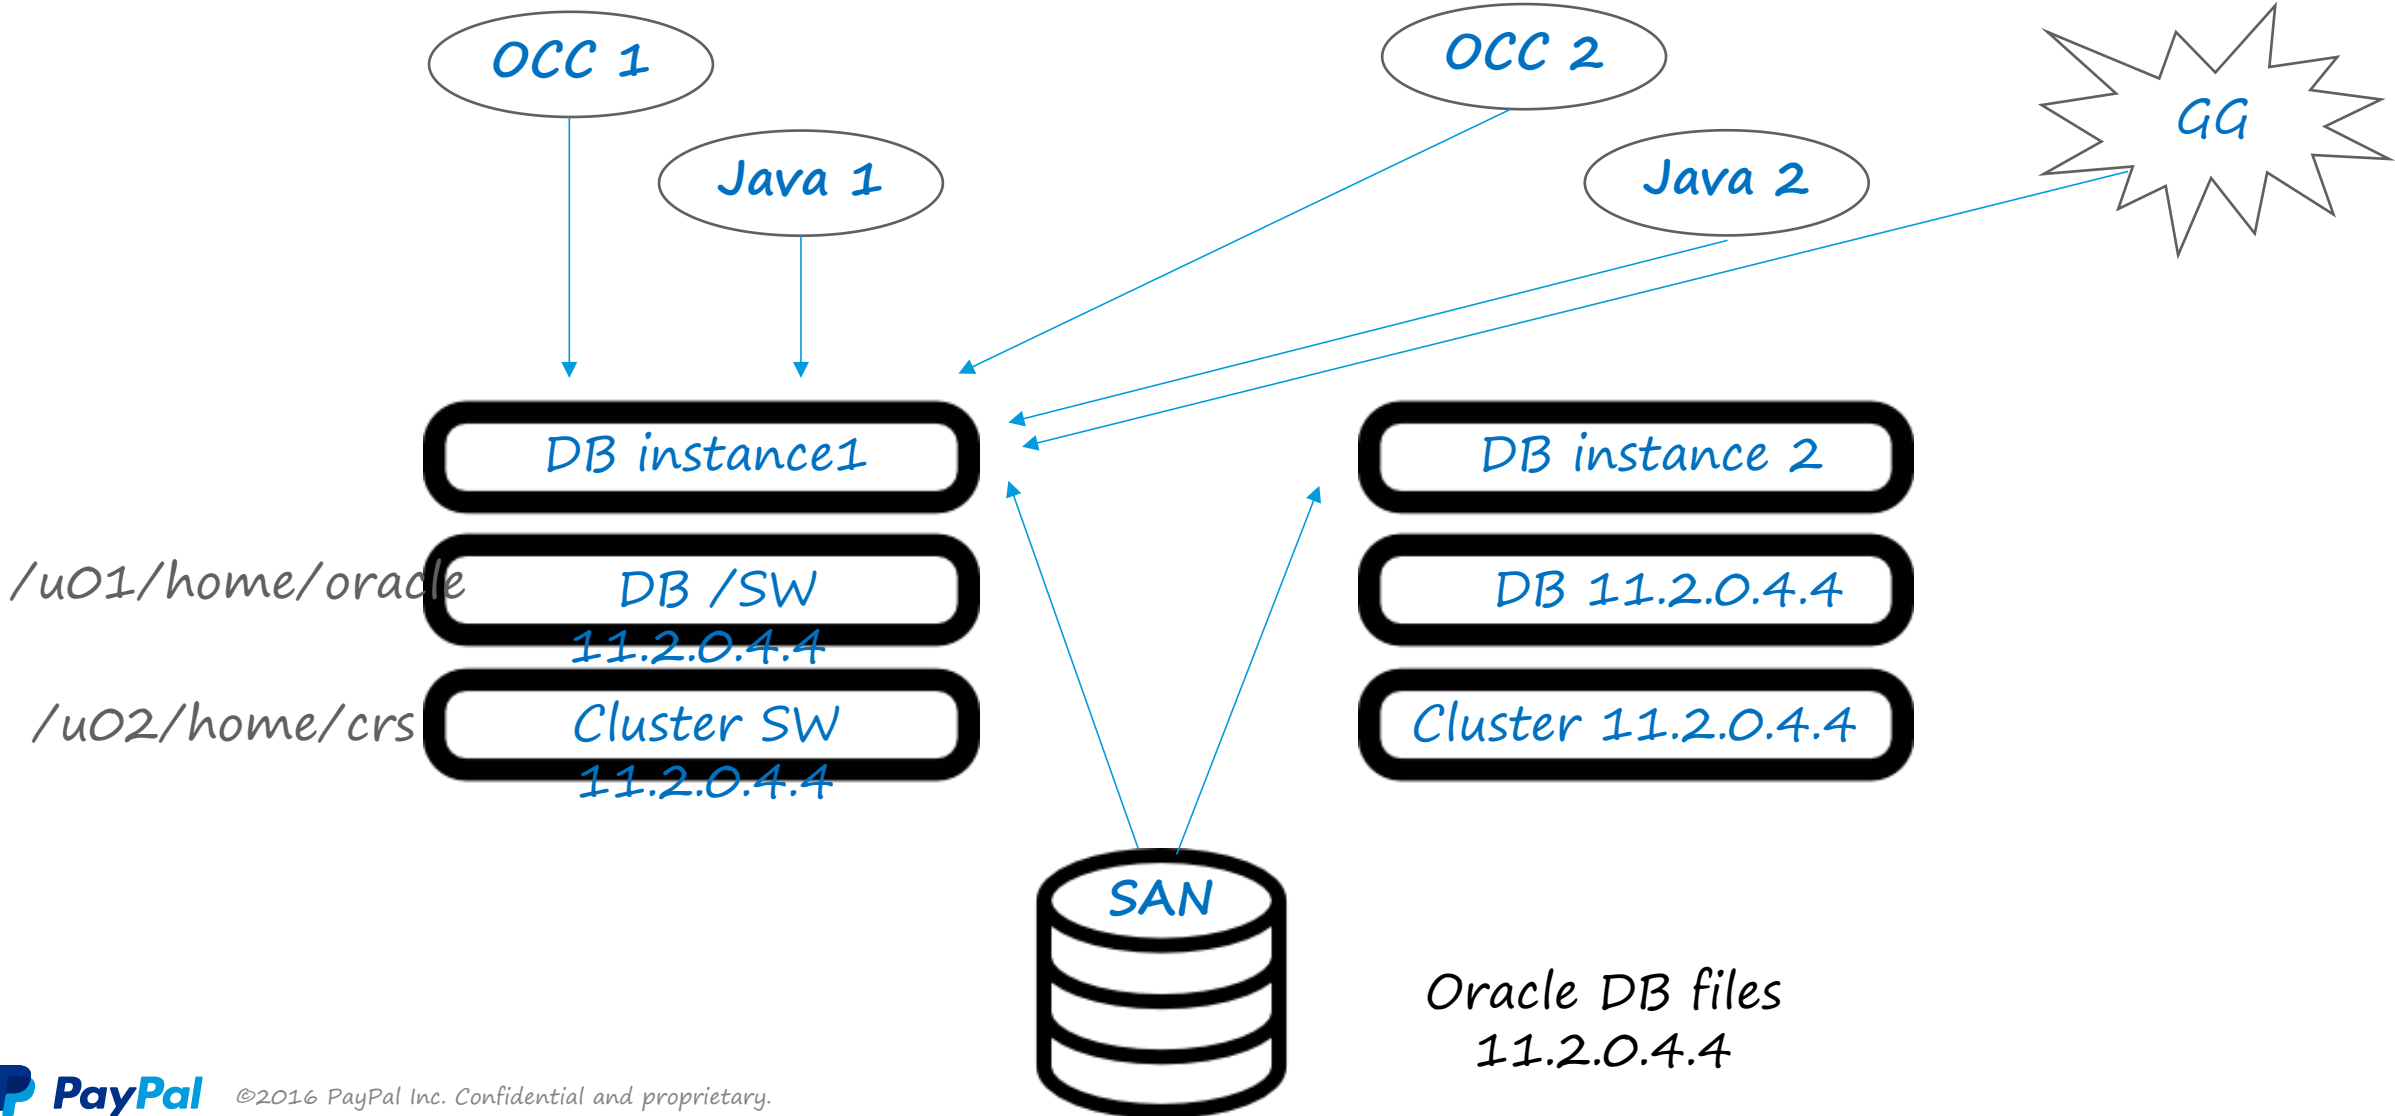 OCC 1
OCC 2
GG
Java 1
Java 2
DB instance1
DB instance 2
/u01/home/oracle
DB /SW
11.2.0.4.4
DB 11.2.0.4.4
/u02/home/crs
Cluster SW
11.2.0.4.4
Cluster 11.2.0.4.4
SAN
Oracle DB files
11.2.0.4.4
PayPal
©2016 PayPal Inc. Confidential and proprietary.